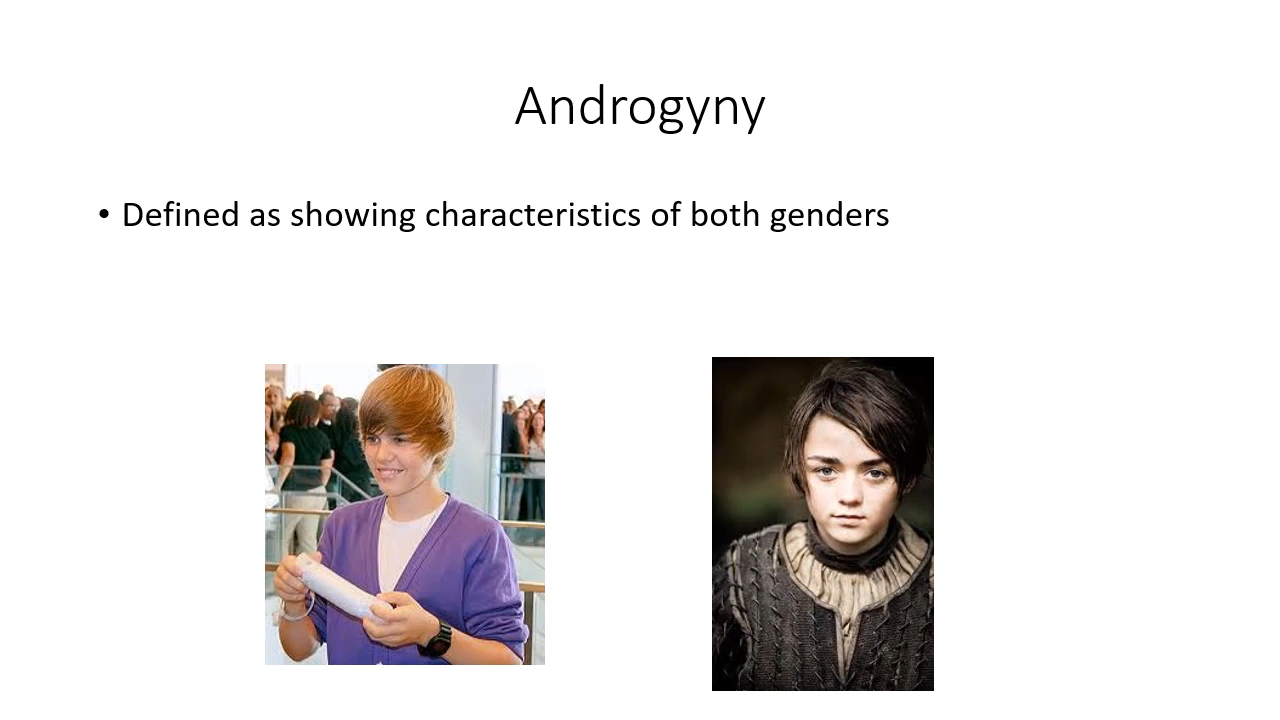 Androgyny
• Defined as showing characteristics of both genders